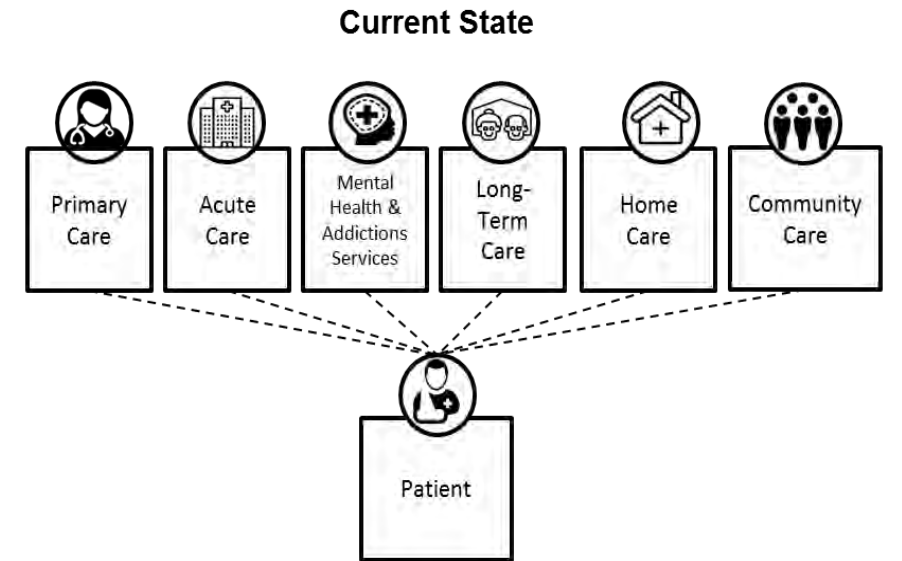 Current State
Primary
Care
Acute
Care
Mental
Health &
Addictions
Services
Long-
Term
Care
Home
Care
Community
Care
Patient